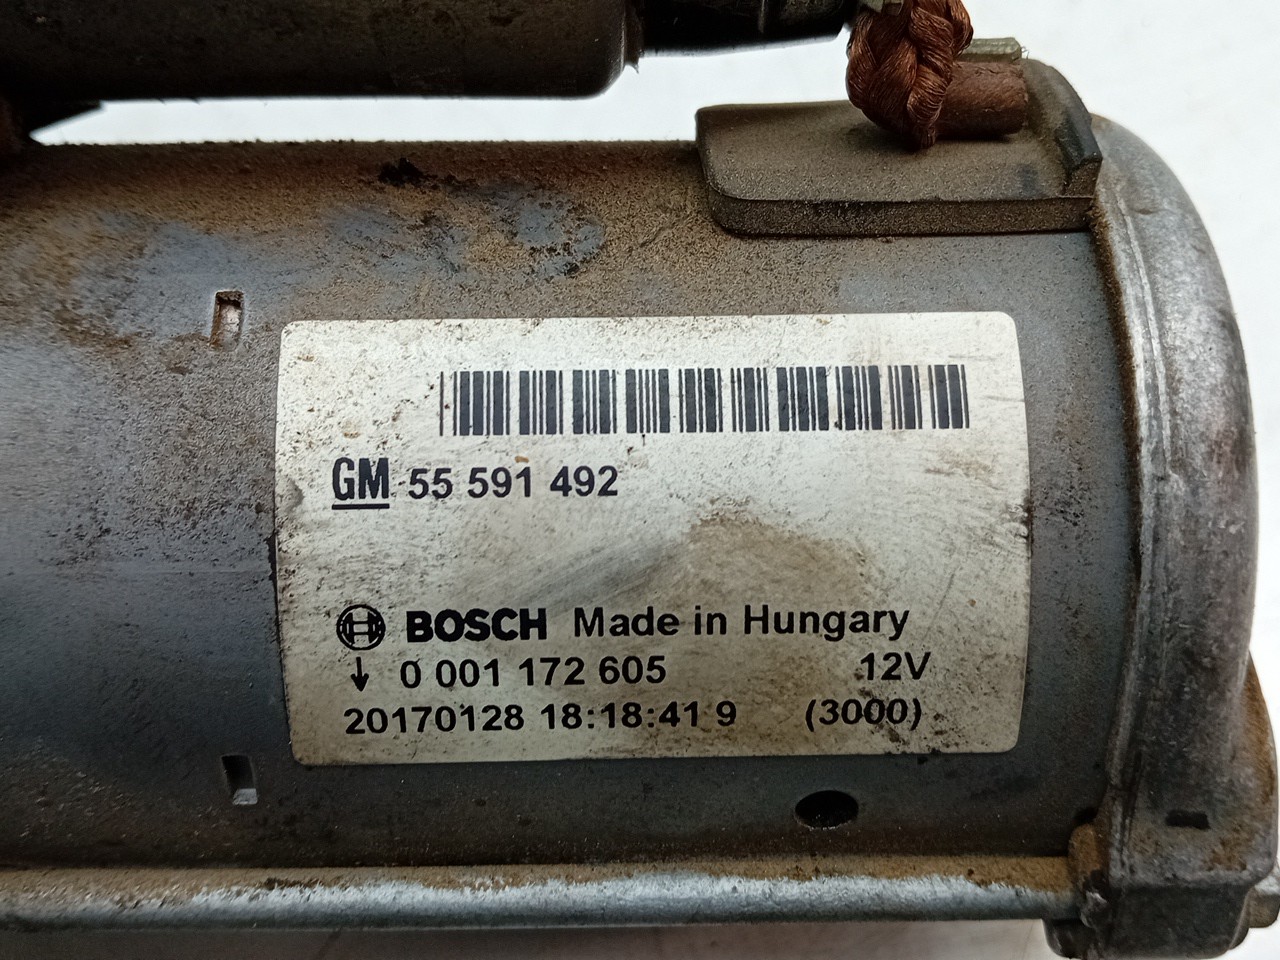 GM 55 591 492
BOSCH Made in Hungary
↓ 0 001 172 605 12V
20170128 18:18:41 9 (3000)